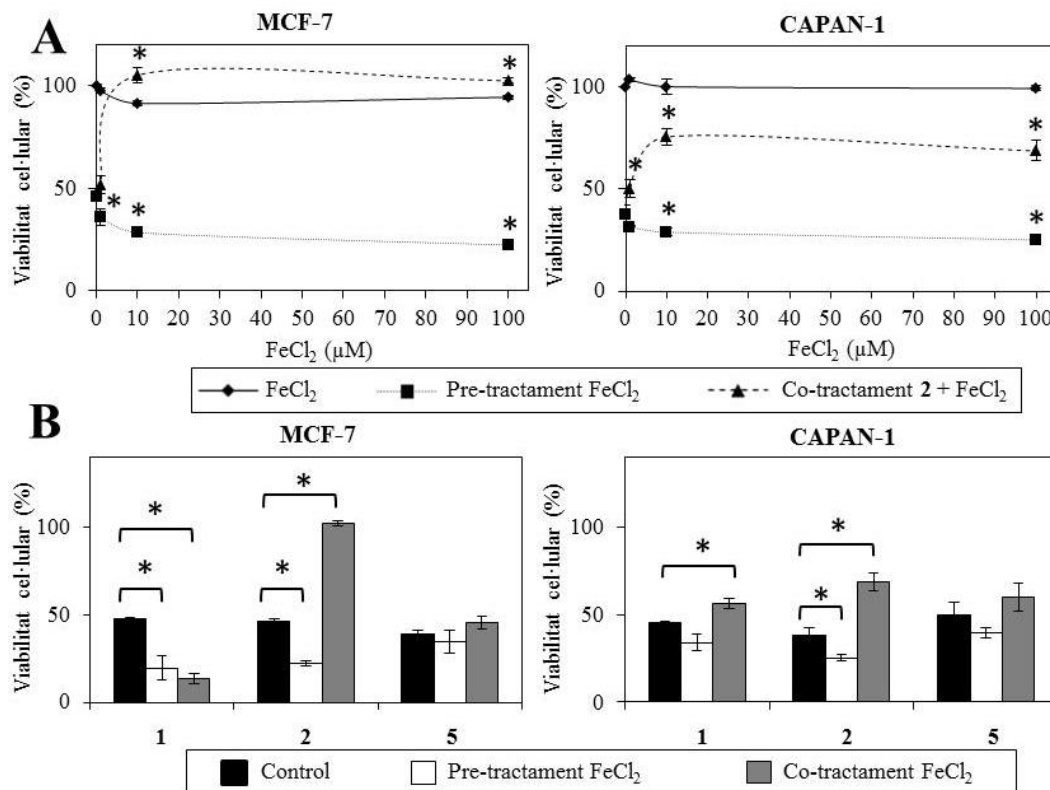 A
MCF-7
CAPAN-1
Viabilitat cel·lular (%)
100
50
0
* * * * *
0 10 20 30 40 50 60 70 80 90 100
FeCl₂ (µM)
Viabilitat cel·lular (%)
100
50
0
* * * * *
0 10 20 30 40 50 60 70 80 90 100
FeCl₂ (µM)
FeCl₂ Pre-tractament FeCl₂ Co-tractament 2 + FeCl₂
B
MCF-7
CAPAN-1
Viabilitat cel·lular (%)
100
50
0
* * * *
1 2 5
Viabilitat cel·lular (%)
100
50
0
* * *
1 2 5
Control Pre-tractament FeCl₂ Co-tractament FeCl₂